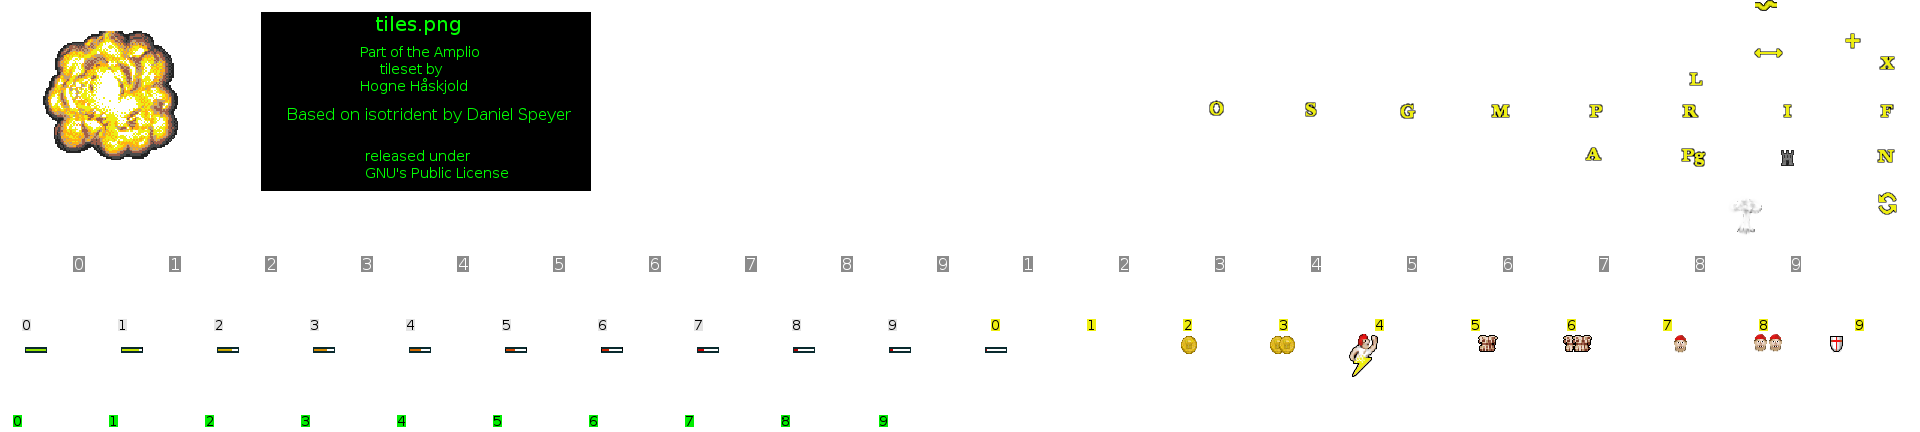 tiles.png
Part of the Amplio
tileset by
Hogne Håskjold
Based on isotrident by Daniel Speyer
released under
GNU's Public License
X
L
O S G M P R I F
A Pg N
0 1 2 3 4 5 6 7 8 9 1 2 3 4 5 6 7 8 9
0 1 2 3 4 5 6 7 8 9 0 1 2 3 4 5 6 7 8 9
0 1 2 3 4 5 6 7 8 9